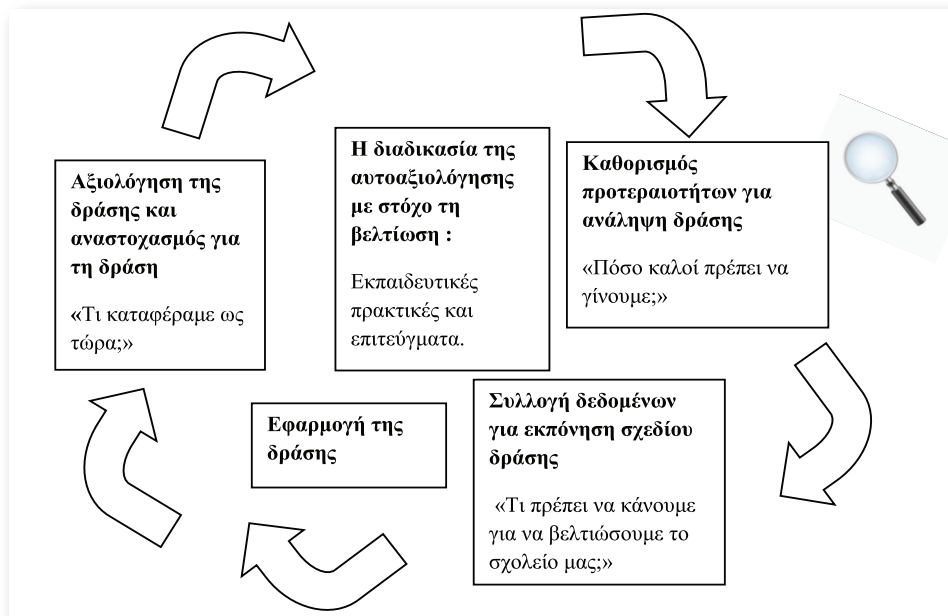 Η διαδικασία της
αυτοαξιολόγησης
με στόχο τη
βελτίωση :
Εκπαιδευτικές
πρακτικές και
επιτεύγματα.
Καθορισμός
προτεραιοτήτων για
ανάληψη δράσης
«Πόσο καλοί πρέπει να
γίνουμε;»
Συλλογή δεδομένων
για εκπόνηση σχεδίου
δράσης
«Τι πρέπει να κάνουμε
για να βελτιώσουμε το
σχολείο μας;»
Εφαρμογή της
δράσης
Αξιολόγηση της
δράσης και
αναστοχασμός για
τη δράση
«Τι καταφέραμε ως
τώρα;»